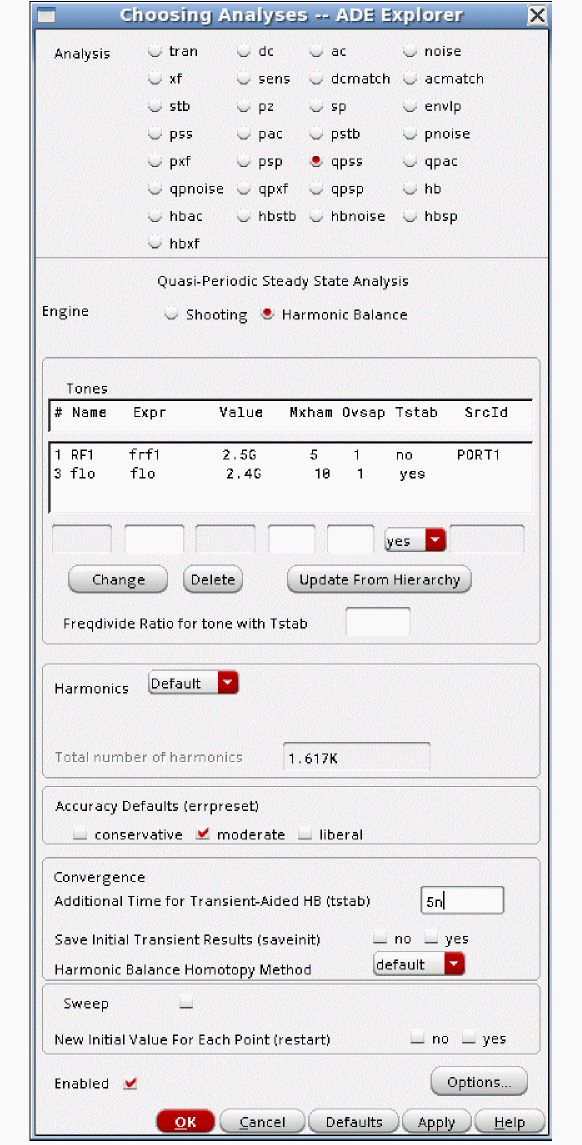 Choosing Analyses -- ADE Explorer
Analysis tran dc ac noise
xf sens dcmatch acmatch
stb pz sp envlp
pss pac pstb pnoise
pxf psp qpss qpac
qpnoise qpxf qpsp hb
hbac hbstb hbnoise hbsp
hbxf
Quasi-Periodic Steady State Analysis
Engine Shooting Harmonic Balance
Tones
# Name Expr Value Mxham Ovsap Tstab SrcId
1 RF1 frf1 2.5G 5 1 no PORT1
3 flo flo 2.4G 10 1 yes
yes
Change Delete Update From Hierarchy
Freqdivide Ratio for tone with Tstab
Harmonics Default
Total number of harmonics 1.617K
Accuracy Defaults (errpreset)
conservative moderate liberal
Convergence
Additional Time for Transient-Aided HB (tstab) 5n
Save Initial Transient Results (saveinit) no yes
Harmonic Balance Homotopy Method default
Sweep
New Initial Value For Each Point (restart) no yes
Enabled Options...
OK Cancel Defaults Apply Help